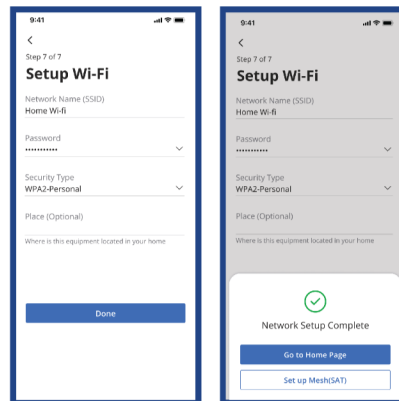 9:41
Step 7 of 7
Setup Wi-Fi
Network Name (SSID)
Home Wi-fi
Password
•••••••••••
Security Type
WPA2-Personal
Place (Optional)
Where is this equipment located in your home
Done
9:41
Step 7 of 7
Setup Wi-Fi
Network Name (SSID)
Home Wi-fi
Password
•••••••••••
Security Type
WPA2-Personal
Place (Optional)
Where is this equipment located in your home
Network Setup Complete
Go to Home Page
Set up Mesh(SAT)